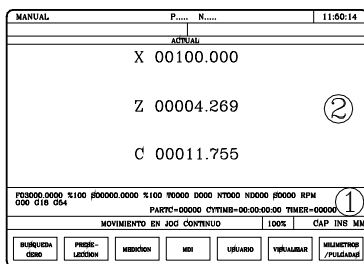 MANUAL P..... N..... 11:50:14
ACTUAL
X 00100.000
Z 00004.269
2
C 00011.755
F03000.0000 %100 S00000.0000 %100 T0000 D000 NT000 ND000 S0000 RPM
G00 G18 G54
PARTC=00000 CYTIME=00:00:00:00 TIMER=00000
1
MOVIMIENTO EN JOG CONTINUO 100% CAP INS MM
BUSQUEDA CERO
PRESE-LECCION
MEDICION
MDI
USUARIO
VISUALIZAR
MILIMETROS /PULGADAS